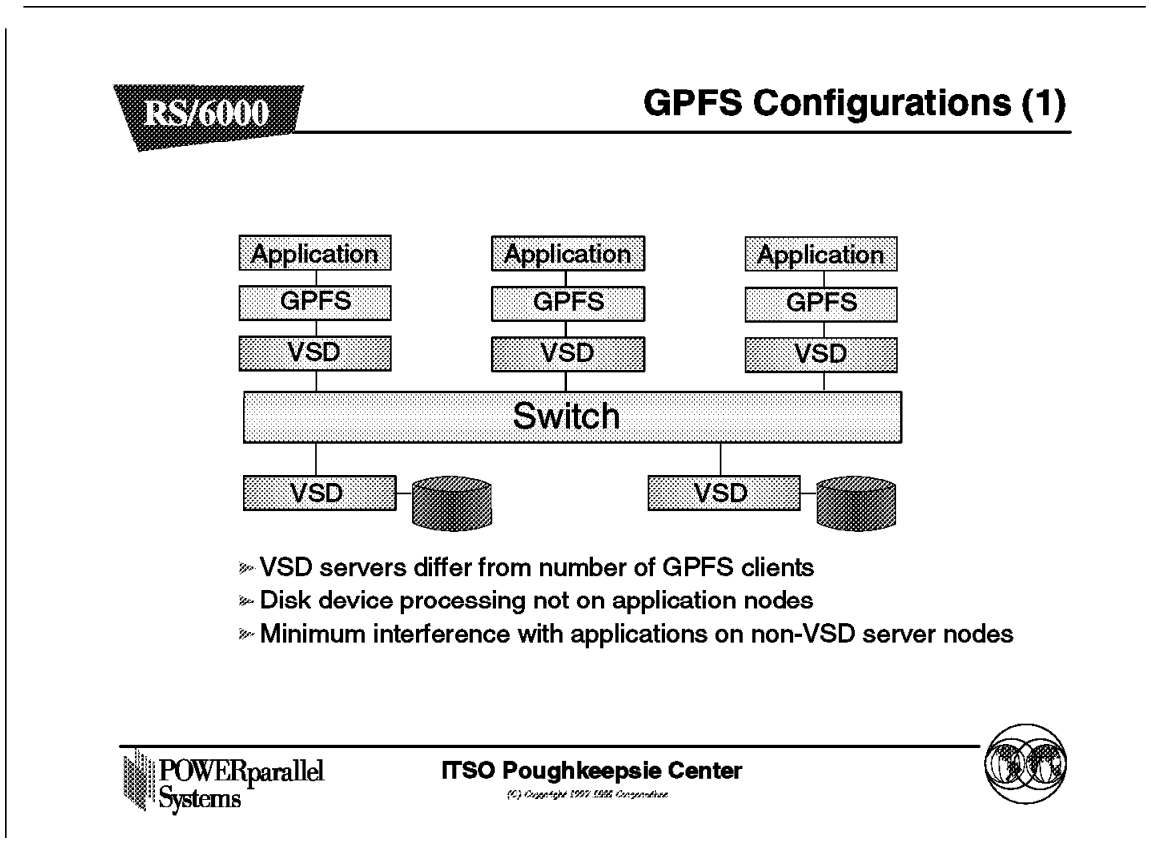 RS/6000
GPFS Configurations (1)
Application Application Application
GPFS GPFS GPFS
VSD VSD VSD
Switch
VSD VSD
VSD servers differ from number of GPFS clients
Disk device processing not on application nodes
Minimum interference with applications on non-VSD server nodes
POWERparallel
Systems
ITSO Poughkeepsie Center
(C) Copyright 1997